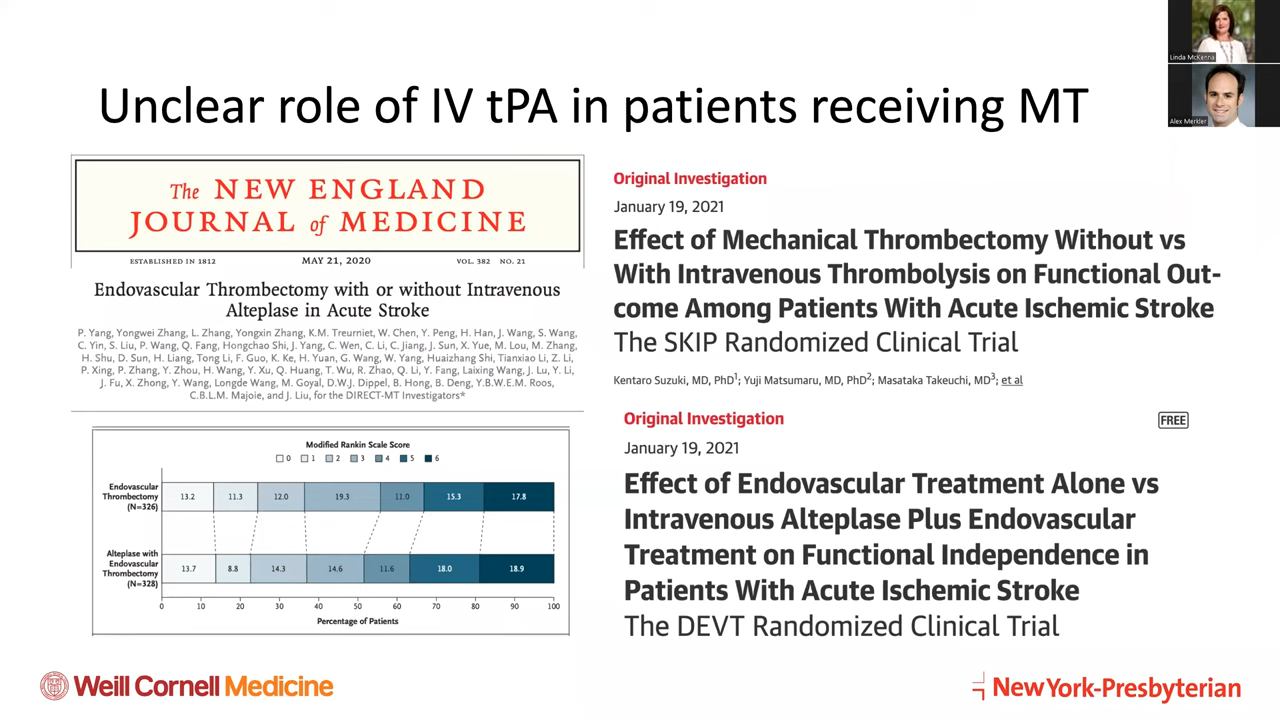 Linda McKenna
Alex Merkler
Unclear role of IV tPA in patients receiving MT
The NEW ENGLAND
JOURNAL of MEDICINE
ESTABLISHED IN 1812 MAY 21, 2020 VOL. 382 NO. 21
Endovascular Thrombectomy with or without Intravenous
Alteplase in Acute Stroke
P. Yang, Yongwei Zhang, L. Zhang, Yongxin Zhang, K.M. Treurniet, W. Chen, Y. Peng, H. Han, J. Wang, S. Wang,
C. Yin, S. Liu, P. Wang, Q. Fang, Hongchao Shi, J. Yang, C. Wen, C. Li, C. Jiang, J. Sun, X. Yue, M. Lou, M. Zhang,
H. Shu, D. Sun, H. Liang, Tong Li, F. Guo, K. Ke, H. Yuan, G. Wang, W. Yang, Huaizhang Shi, Tianxiao Li, Z. Li,
P. Xing, P. Zhang, Y. Zhou, H. Wang, Y. Xu, Q. Huang, T. Wu, R. Zhao, Q. Li, Y. Fang, Laixing Wang, J. Lu, Y. Li,
J. Fu, X. Zhong, Y. Wang, Longde Wang, M. Goyal, D.W.J. Dippel, B. Hong, B. Deng, Y.B.W.E.M. Roos,
C.B.L.M. Majoie, and J. Liu, for the DIRECT-MT Investigators*
Modified Rankin Scale Score
0 1 2 3 4 5 6
Endovascular
Thrombectomy
(N=326)
13.2 11.3 12.0 19.3 11.0 15.3 17.8
Alteplase with
Endovascular
Thrombectomy
(N=328)
13.7 8.8 14.3 14.6 11.6 18.0 18.9
0 10 20 30 40 50 60 70 80 90 100
Percentage of Patients
Original Investigation
January 19, 2021
Effect of Mechanical Thrombectomy Without vs
With Intravenous Thrombolysis on Functional Out-
come Among Patients With Acute Ischemic Stroke
The SKIP Randomized Clinical Trial
Kentaro Suzuki, MD, PhD1; Yuji Matsumaru, MD, PhD2; Masataka Takeuchi, MD3; et al
Original Investigation
FREE
January 19, 2021
Effect of Endovascular Treatment Alone vs
Intravenous Alteplase Plus Endovascular
Treatment on Functional Independence in
Patients With Acute Ischemic Stroke
The DEVT Randomized Clinical Trial
Weill Cornell Medicine
NewYork-Presbyterian